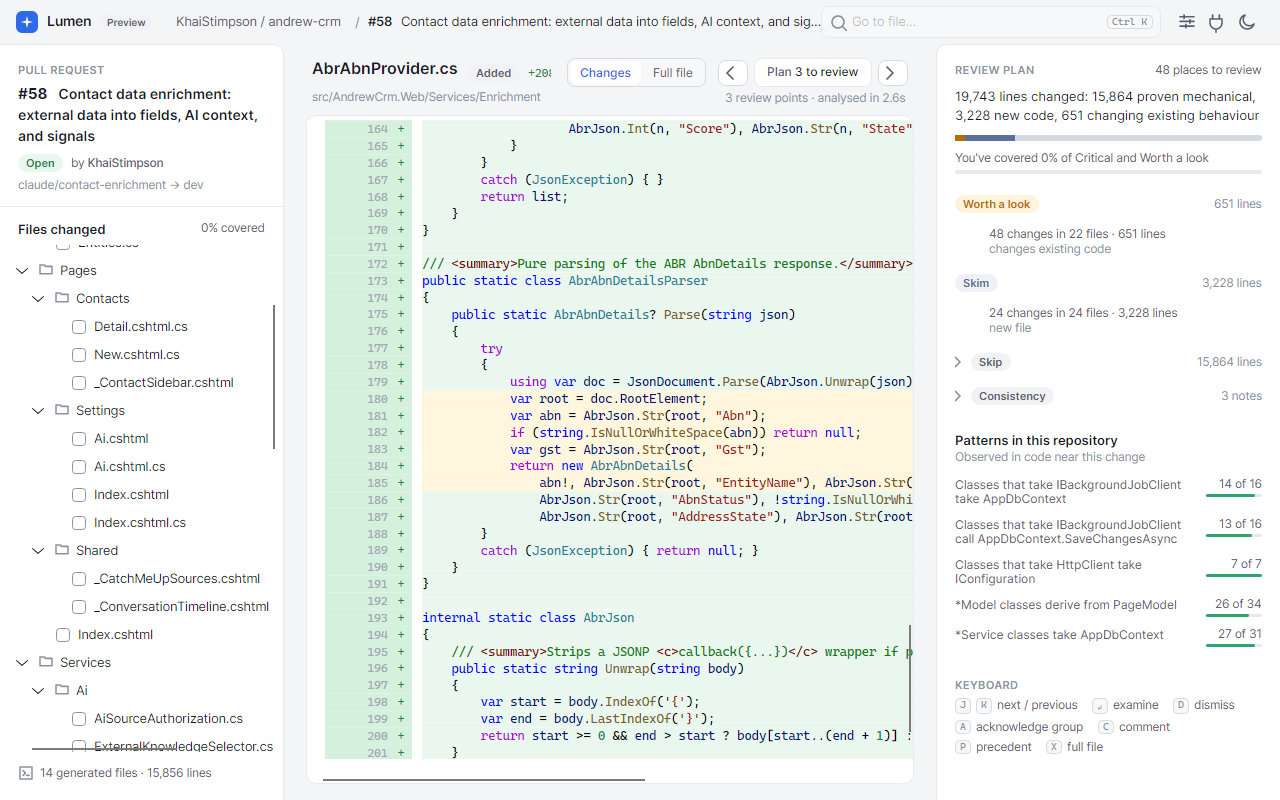 Lumen Preview KhaiStimpson / andrew-crm / #58 Contact data enrichment: external data into fields, AI context, and sig... Go to file... Ctrl K
PULL REQUEST
#58 Contact data enrichment:
external data into fields, AI context,
and signals
Open by KhaiStimpson
claude/contact-enrichment → dev
Files changed 0% covered
Entities.cs
Pages
Contacts
Detail.cshtml.cs
New.cshtml.cs
_ContactSidebar.cshtml
Settings
Ai.cshtml
Ai.cshtml.cs
Index.cshtml
Index.cshtml.cs
Shared
_CatchMeUpSources.cshtml
_ConversationTimeline.cshtml
Index.cshtml
Services
Ai
AiSourceAuthorization.cs
ExternalKnowledgeSelector.cs
14 generated files · 15,856 lines
AbrAbnProvider.cs Added +208 Changes Full file Plan 3 to review
src/AndrewCrm.Web/Services/Enrichment 3 review points · analysed in 2.6s
164 + AbrJson.Int(n, "Score"), AbrJson.Str(n, "State"
165 + }
166 + }
167 + catch (JsonException) { }
168 + return list;
169 + }
170 + }
171 +
172 + /// <summary>Pure parsing of the ABR AbnDetails response.</summary>
173 + public static class AbrAbnDetailsParser
174 + {
175 + public static AbrAbnDetails? Parse(string json)
176 + {
177 + try
178 + {
179 + using var doc = JsonDocument.Parse(AbrJson.Unwrap(json)
180 + var root = doc.RootElement;
181 + var abn = AbrJson.Str(root, "Abn");
182 + if (string.IsNullOrWhiteSpace(abn)) return null;
183 + var gst = AbrJson.Str(root, "Gst");
184 + return new AbrAbnDetails(
185 + abn!, AbrJson.Str(root, "EntityName"), AbrJson.Str(
186 + AbrJson.Str(root, "AbnStatus"), !string.IsNullOrWhi
187 + AbrJson.Str(root, "AddressState"), AbrJson.Str(root
188 + }
189 + catch (JsonException) { return null; }
190 + }
191 + }
192 +
193 + internal static class AbrJson
194 + {
195 + /// <summary>Strips a JSONP <c>callback({...})</c> wrapper if p
196 + public static string Unwrap(string body)
197 + {
198 + var start = body.IndexOf('{');
199 + var end = body.LastIndexOf('}');
200 + return start >= 0 && end > start ? body[start..(end + 1)] :
201 + }
REVIEW PLAN 48 places to review
19,743 lines changed: 15,864 proven mechanical,
3,228 new code, 651 changing existing behaviour
You've covered 0% of Critical and Worth a look
Worth a look 651 lines
48 changes in 22 files · 651 lines
changes existing code
Skim 3,228 lines
24 changes in 24 files · 3,228 lines
new file
Skip 15,864 lines
Consistency 3 notes
Patterns in this repository
Observed in code near this change
Classes that take IBackgroundJobClient take AppDbContext 14 of 16
Classes that take IBackgroundJobClient call AppDbContext.SaveChangesAsync 13 of 16
Classes that take HttpClient take IConfiguration 7 of 7
*Model classes derive from PageModel 26 of 34
*Service classes take AppDbContext 27 of 31
KEYBOARD
J K next / previous ↲ examine D dismiss
A acknowledge group C comment
P precedent X full file